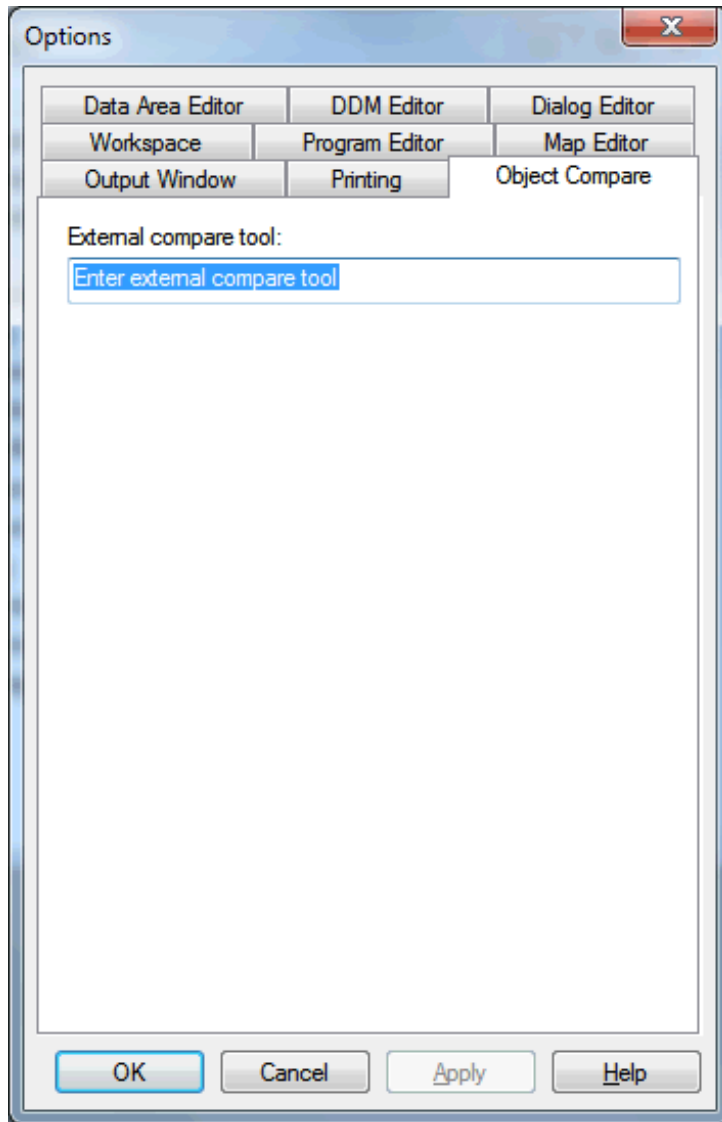 Options
Data Area Editor DDM Editor Dialog Editor
Workspace Program Editor Map Editor
Output Window Printing Object Compare
External compare tool:
Enter external compare tool
OK Cancel Apply Help